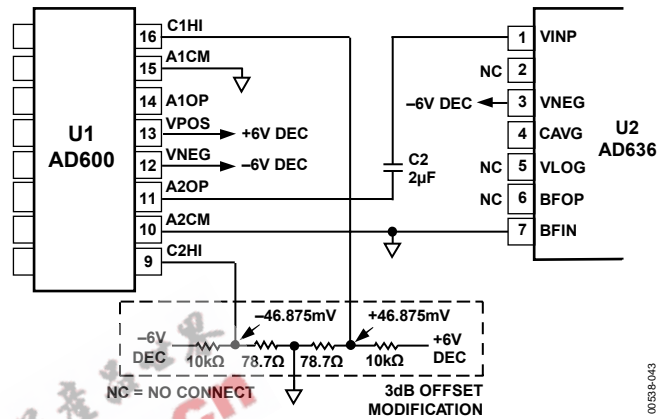 16 C1HI
15 A1CM
14 A1OP
13 VPOS +6V DEC
12 VNEG –6V DEC
11 A2OP
10 A2CM
9 C2HI
U1
AD600
C2
2µF
1 VINP
NC 2
–6V DEC 3 VNEG
4 CAVG
NC 5 VLOG
NC 6 BFOP
7 BFIN
U2
AD636
–46.875mV
+46.875mV
–6V
DEC
10kΩ 78.7Ω 78.7Ω 10kΩ
+6V
DEC
NC = NO CONNECT
3dB OFFSET
MODIFICATION
00538-043